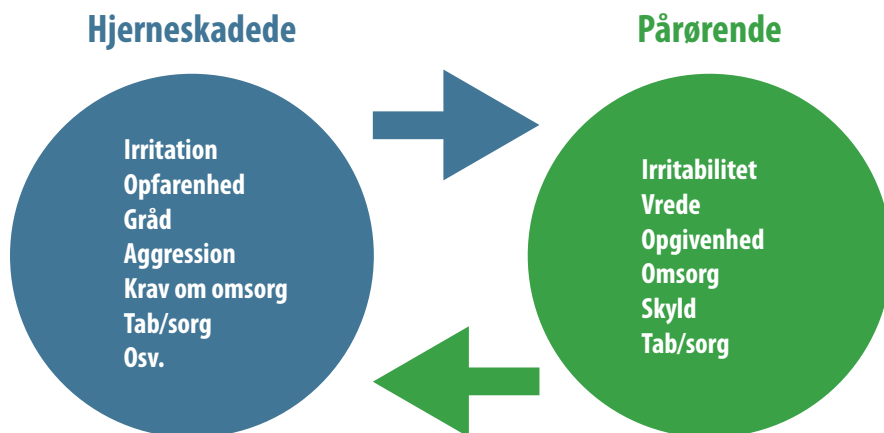 Hjerneskadede
Irritation
Opfarenhed
Gråd
Aggression
Krav om omsorg
Tab/sorg
Osv.
Pårørende
Irritabilitet
Vrede
Opgivenhed
Omsorg
Skyld
Tab/sorg